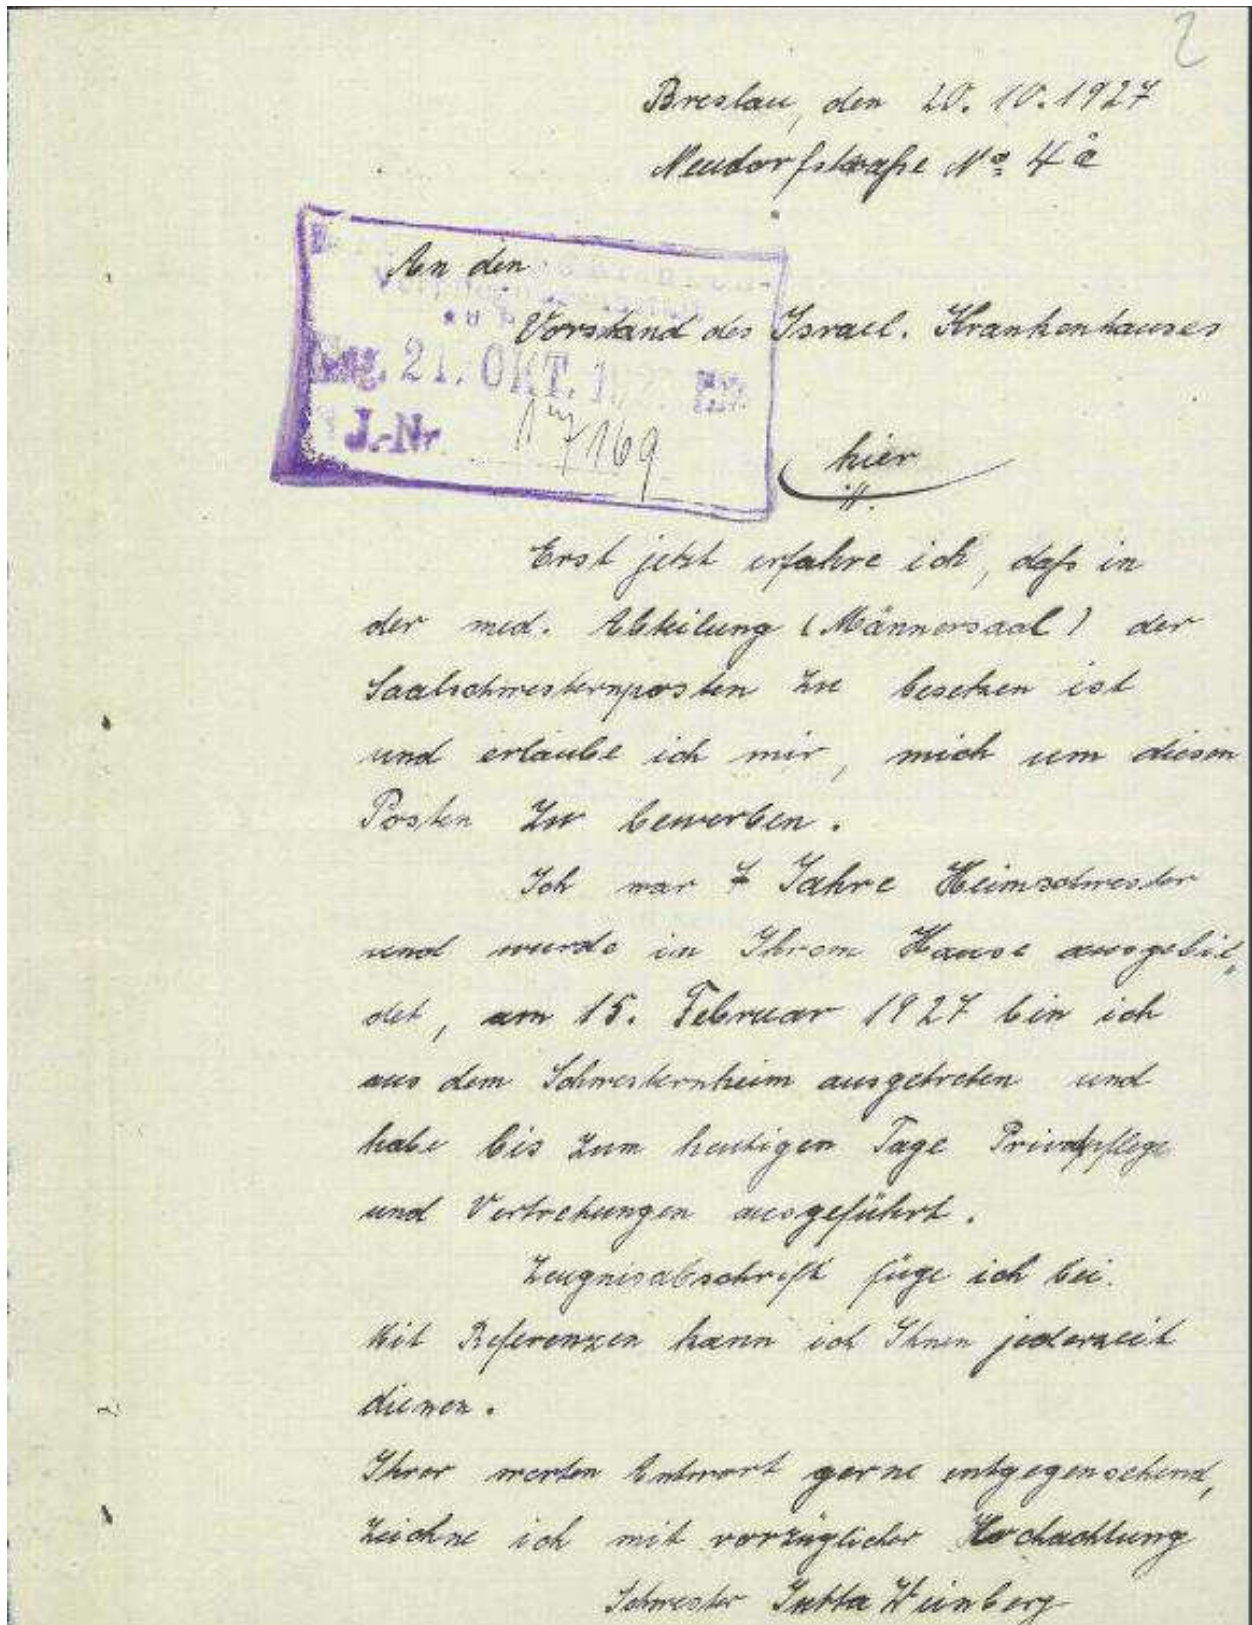 2
Breslau, den 20. 10. 1927
Neudorfstraße No 4a
An den
Vorstand des Israel. Krankenhauses
Eing. 21. OKT. 1
J.-Nr. 169
hier
Erst jetzt erfahre ich, daß in
der med. Abteilung (Männersaal) der
Saalschwesternposten zu besetzen ist
und erlaube ich mir, mich um diesen
Posten zu bewerben.
Ich war 7 Jahre Heimschwester
und wurde in Ihrem Hause ausgebil-
det, am 15. Februar 1927 bin ich
aus dem Schwesternheim ausgetreten und
habe bis zum heutigen Tage Privatpflege
und Vertretungen ausgeführt.
Zeugnisabschrift füge ich bei.
Mit Referenzen kann ich Ihnen jederzeit
dienen.
Ihrer werten Antwort gerne entgegensehend,
zeichne ich mit vorzüglicher Hochachtung
Schwester Jutta Weinberg